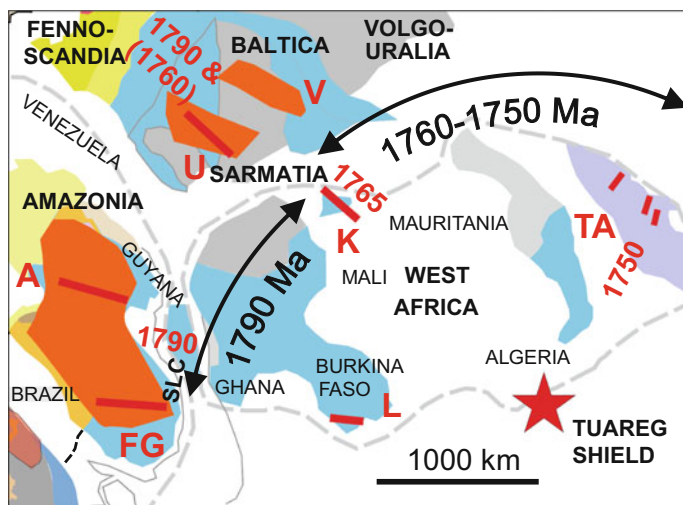 FENNO-
SCANDIA
1790 &
(1760)
BALTICA
VOLGO-
URALIA
V
U
VENEZUELA
SARMATIA
1760-1750 Ma
1765
K
AMAZONIA
A
GUYANA
1790
SLC
1790 Ma
MAURITANIA
MALI
WEST
AFRICA
TA
1750
BRAZIL
FG
GHANA
BURKINA
FASO
L
ALGERIA
TUAREG
SHIELD
1000 km